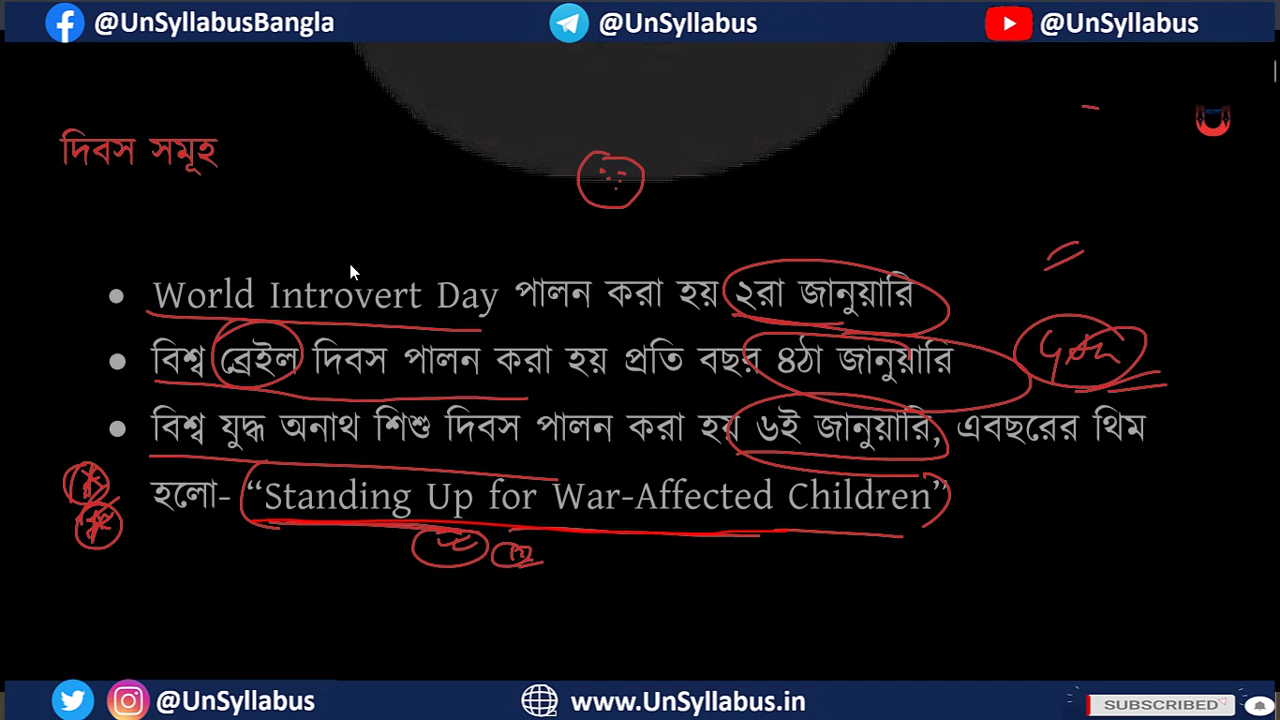 @UnSyllabusBangla @UnSyllabus @UnSyllabus
দিবস সমূহ
• World Introvert Day পালন করা হয় ২রা জানুয়ারি
• বিশ্ব ব্রেইল দিবস পালন করা হয় প্রতি বছর ৪ঠা জানুয়ারি
• বিশ্ব যুদ্ধ অনাথ শিশু দিবস পালন করা হয় ৬ই জানুয়ারি, এবছরের থিম
হলো- “Standing Up for War-Affected Children”
@UnSyllabus www.UnSyllabus.in SUBSCRIBED